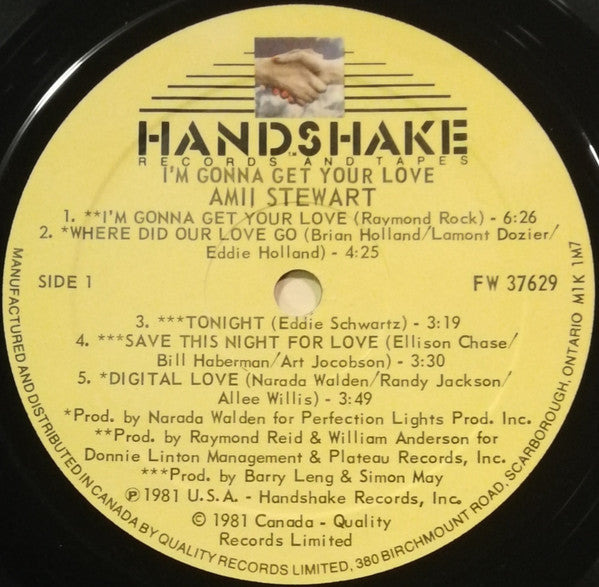 HANDSHAKE
RECORDS AND TAPES
I'M GONNA GET YOUR LOVE
AMII STEWART
1. **I'M GONNA GET YOUR LOVE (Raymond Rock) - 6:26
2. *WHERE DID OUR LOVE GO (Brian Holland/Lamont Dozier/
Eddie Holland) - 4:25
SIDE 1
FW 37629
3. ***TONIGHT (Eddie Schwartz) - 3:19
4. ***SAVE THIS NIGHT FOR LOVE (Ellison Chase/
Bill Haberman/Art Jocobson) - 3:30
5. *DIGITAL LOVE (Narada Walden/Randy Jackson/
Allee Willis) - 3:49
*Prod. by Narada Walden for Perfection Lights Prod. Inc.
**Prod. by Raymond Reid & William Anderson for
Donnie Linton Management & Plateau Records, Inc.
***Prod. by Barry Leng & Simon May
℗ 1981 U.S.A. - Handshake Records, Inc.
© 1981 Canada - Quality
Records Limited
MANUFACTURED AND DISTRIBUTED IN CANADA BY QUALITY RECORDS LIMITED, 380 BIRCHMOUNT ROAD, SCARBOROUGH, ONTARIO M1K 1M7